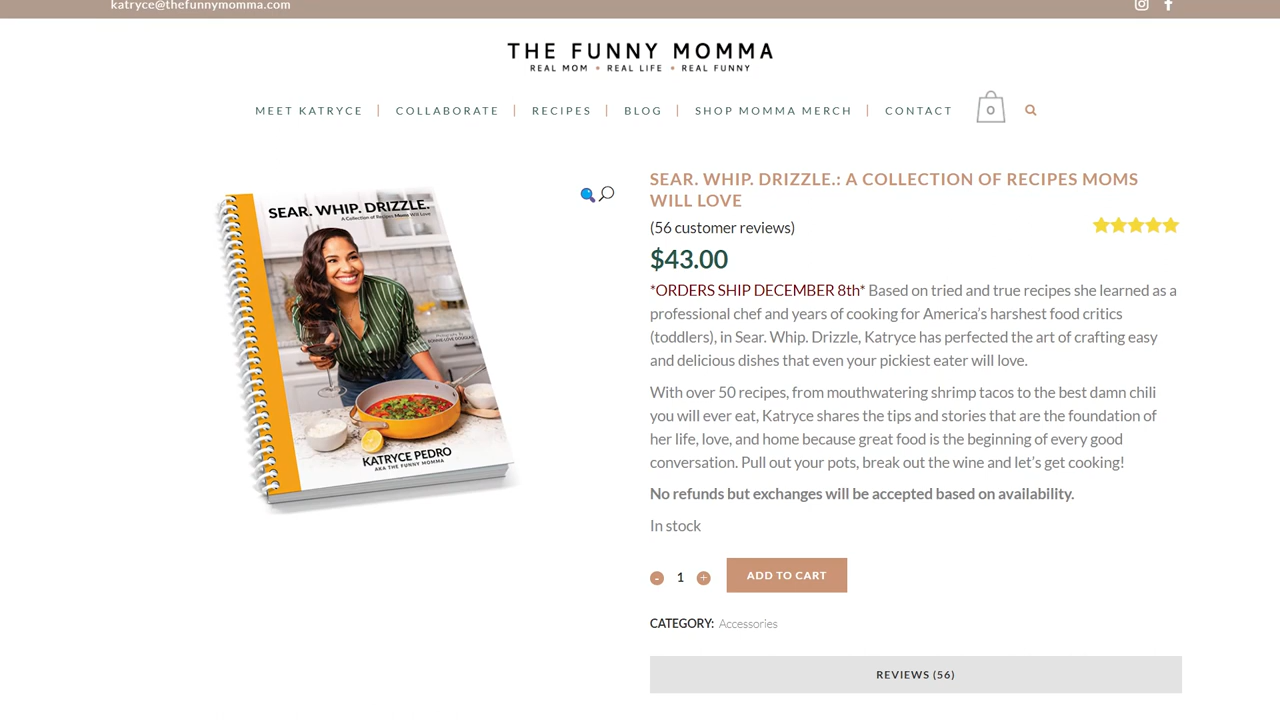 katryce@thefunnymomma.com
THE FUNNY MOMMA
REAL MOM • REAL LIFE • REAL FUNNY
MEET KATRYCE | COLLABORATE | RECIPES | BLOG | SHOP MOMMA MERCH | CONTACT
0
SEAR. WHIP. DRIZZLE.
A Collection of Recipes Moms Will Love
Photography by
BONNIE LOVE DOUGLAS
KATRYCE PEDRO
AKA THE FUNNY MOMMA
SEAR. WHIP. DRIZZLE.: A COLLECTION OF RECIPES MOMS
WILL LOVE
(56 customer reviews)
$43.00
*ORDERS SHIP DECEMBER 8th* Based on tried and true recipes she learned as a
professional chef and years of cooking for America's harshest food critics
(toddlers), in Sear. Whip. Drizzle, Katryce has perfected the art of crafting easy
and delicious dishes that even your pickiest eater will love.
With over 50 recipes, from mouthwatering shrimp tacos to the best damn chili
you will ever eat, Katryce shares the tips and stories that are the foundation of
her life, love, and home because great food is the beginning of every good
conversation. Pull out your pots, break out the wine and let's get cooking!
No refunds but exchanges will be accepted based on availability.
In stock
- 1 +
ADD TO CART
CATEGORY: Accessories
REVIEWS (56)